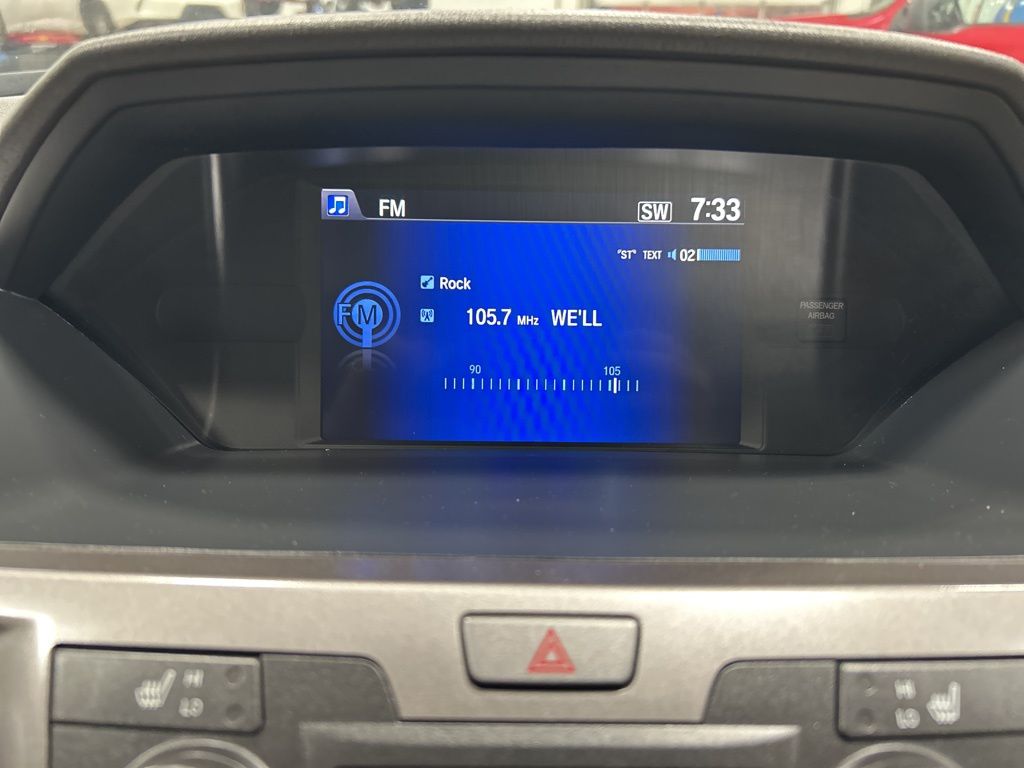 FM SW 7:33
"ST" TEXT 02
Rock
FM
105.7 MHz WE'LL
90 105
PASSENGER
AIRBAG
HI
LO
HI
LO